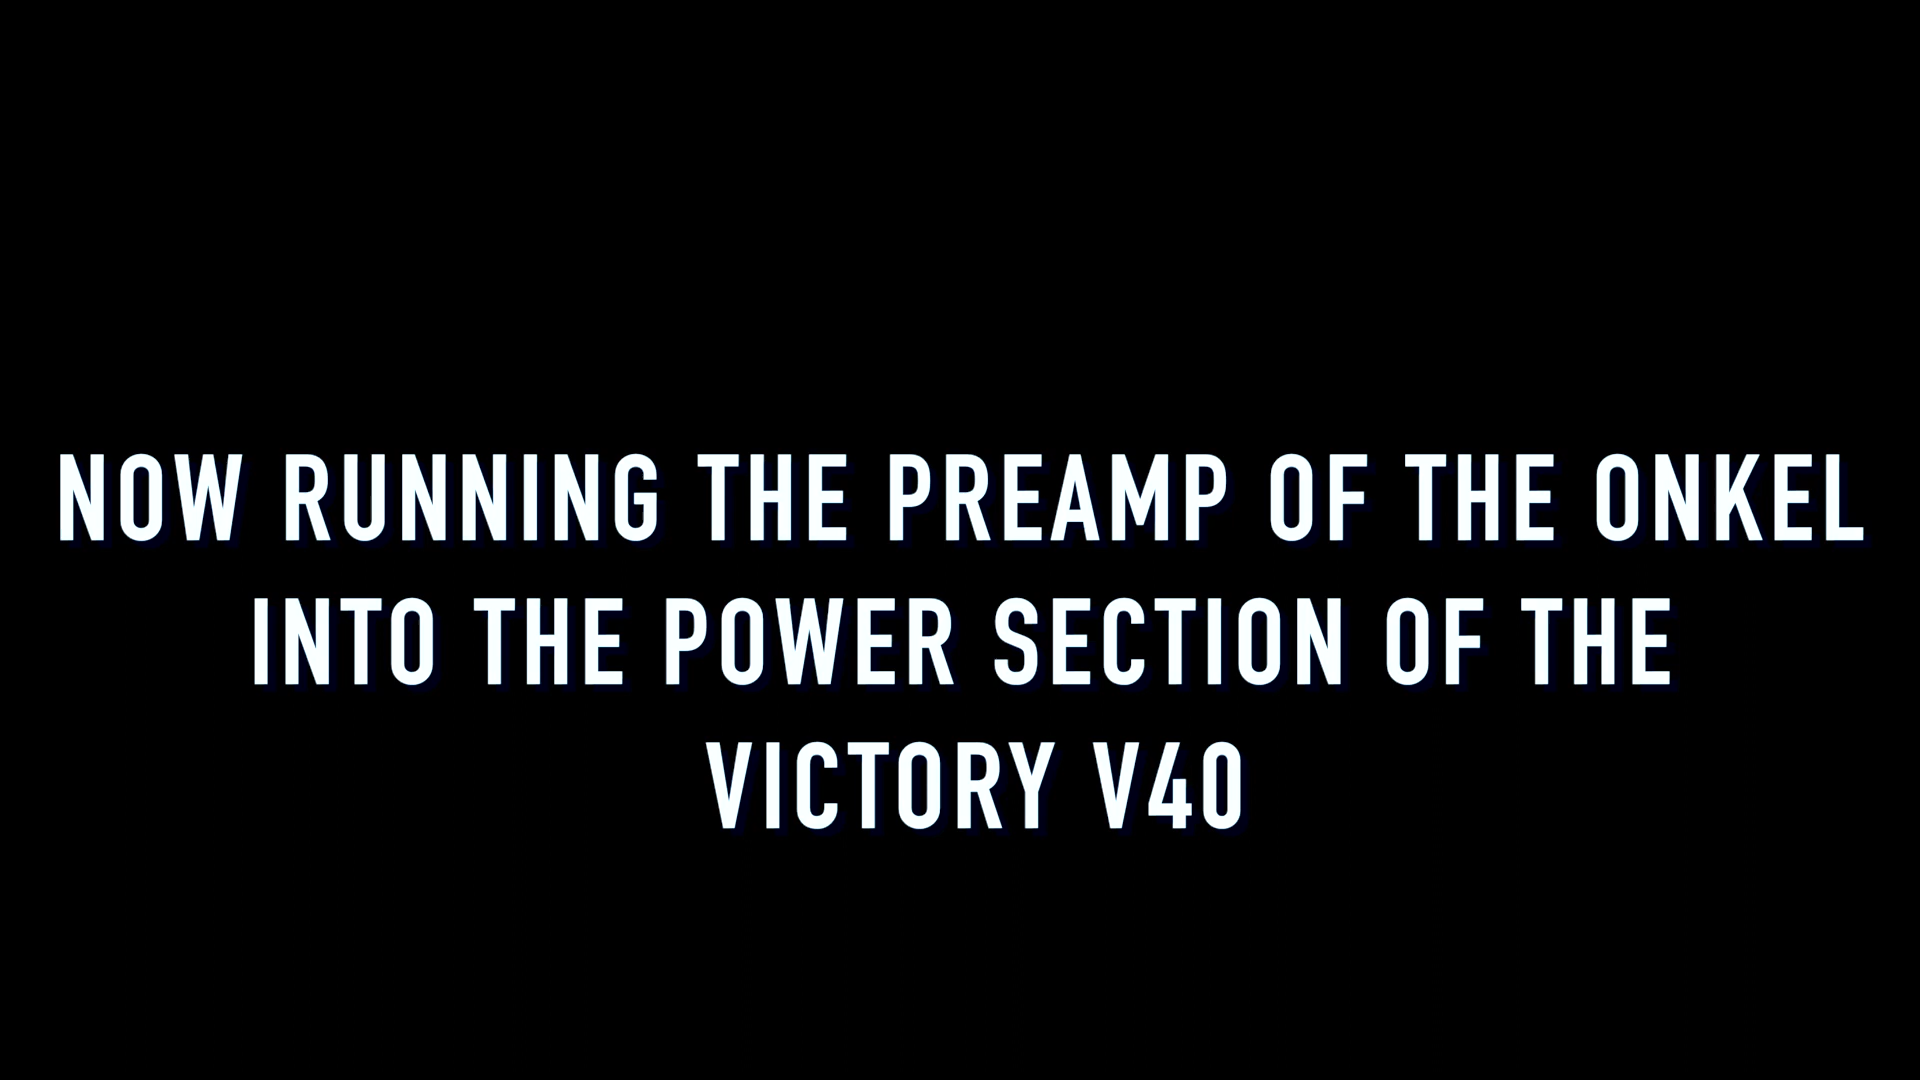 NOW RUNNING THE PREAMP OF THE ONKEL
INTO THE POWER SECTION OF THE
VICTORY V40